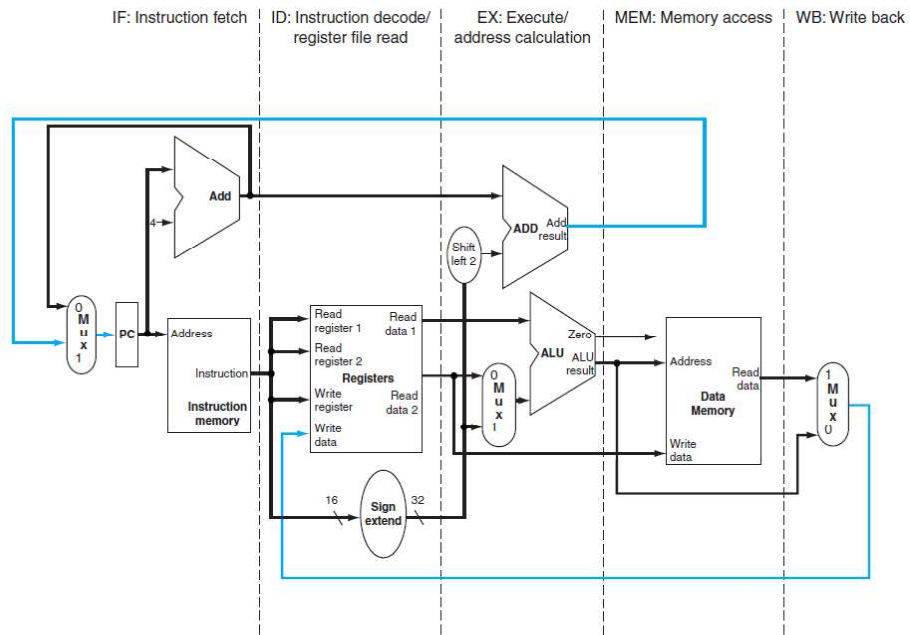 IF: Instruction fetch
ID: Instruction decode/
register file read
EX: Execute/
address calculation
MEM: Memory access
WB: Write back
Add
4
ADD
Add
result
Shift
left 2
0
M
u
x
1
PC
Address
Instruction
Instruction
memory
Read
register 1
Read
data 1
Read
register 2
Registers
Write
register
Read
data 2
Write
data
0
M
u
x
1
Zero
ALU
ALU
result
Address
Read
data
Data
Memory
Write
data
1
M
u
x
0
16
Sign
extend
32